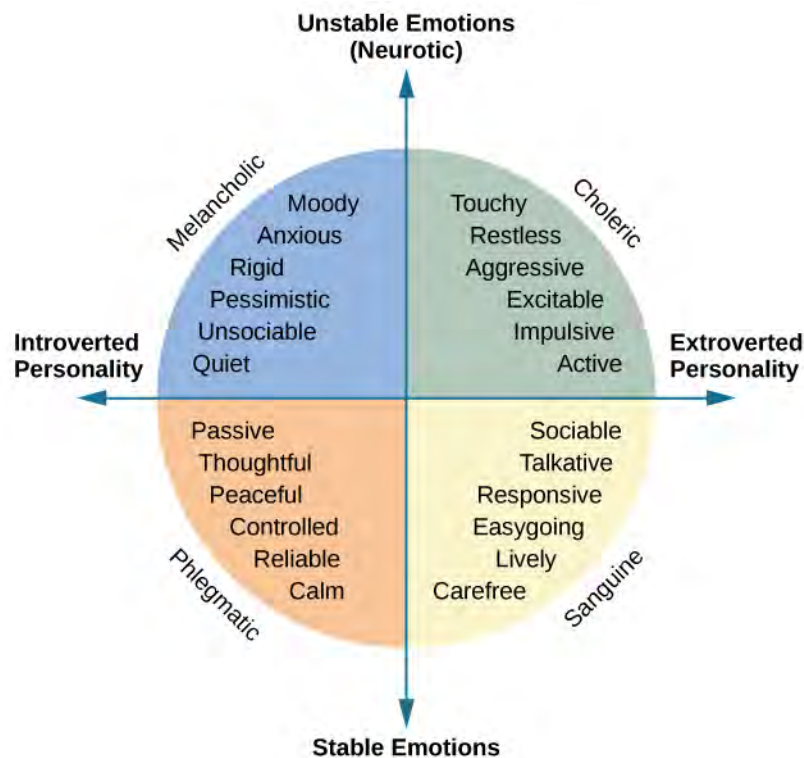 Unstable Emotions
(Neurotic)
Melancholic
Choleric
Moody
Anxious
Rigid
Pessimistic
Unsociable
Quiet
Touchy
Restless
Aggressive
Excitable
Impulsive
Active
Introverted
Personality
Extroverted
Personality
Passive
Thoughtful
Peaceful
Controlled
Reliable
Calm
Sociable
Talkative
Responsive
Easygoing
Lively
Carefree
Phlegmatic
Sanguine
Stable Emotions